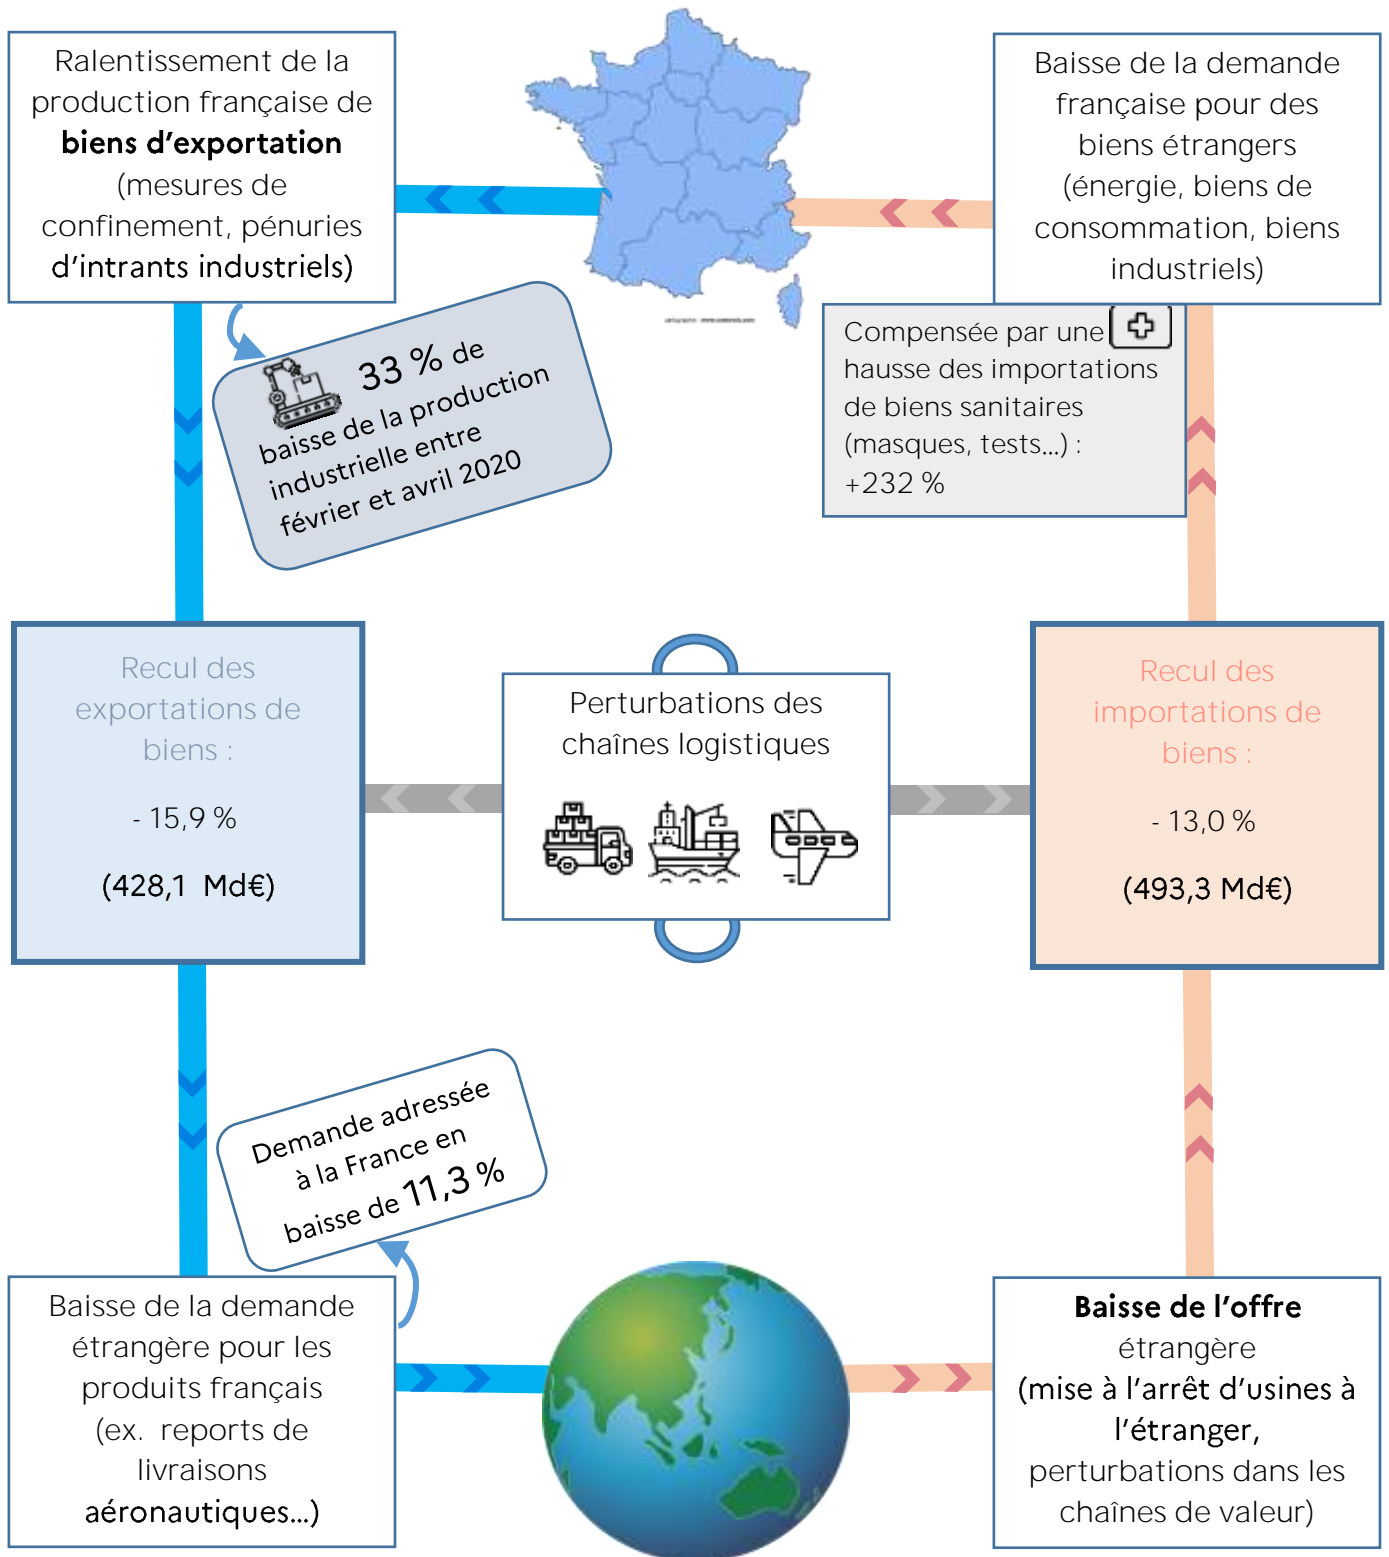 Ralentissement de la
production française de
biens d'exportation
(mesures de
confinement, pénuries
d'intrants industriels)
Baisse de la demande
française pour des
biens étrangers
(énergie, biens de
consommation, biens
industriels)
33 % de
baisse de la production
industrielle entre
février et avril 2020
Compensée par une
hausse des importations
de biens sanitaires
(masques, tests...) :
+232 %
Recul des
exportations de
biens :
- 15,9 %
(428,1 Md€)
Perturbations des
chaînes logistiques
Recul des
importations de
biens :
- 13,0 %
(493,3 Md€)
Demande adressée
à la France en
baisse de 11,3 %
Baisse de la demande
étrangère pour les
produits français
(ex. reports de
livraisons
aéronautiques...)
Baisse de l'offre
étrangère
(mise à l'arrêt d'usines à
l'étranger,
perturbations dans les
chaînes de valeur)